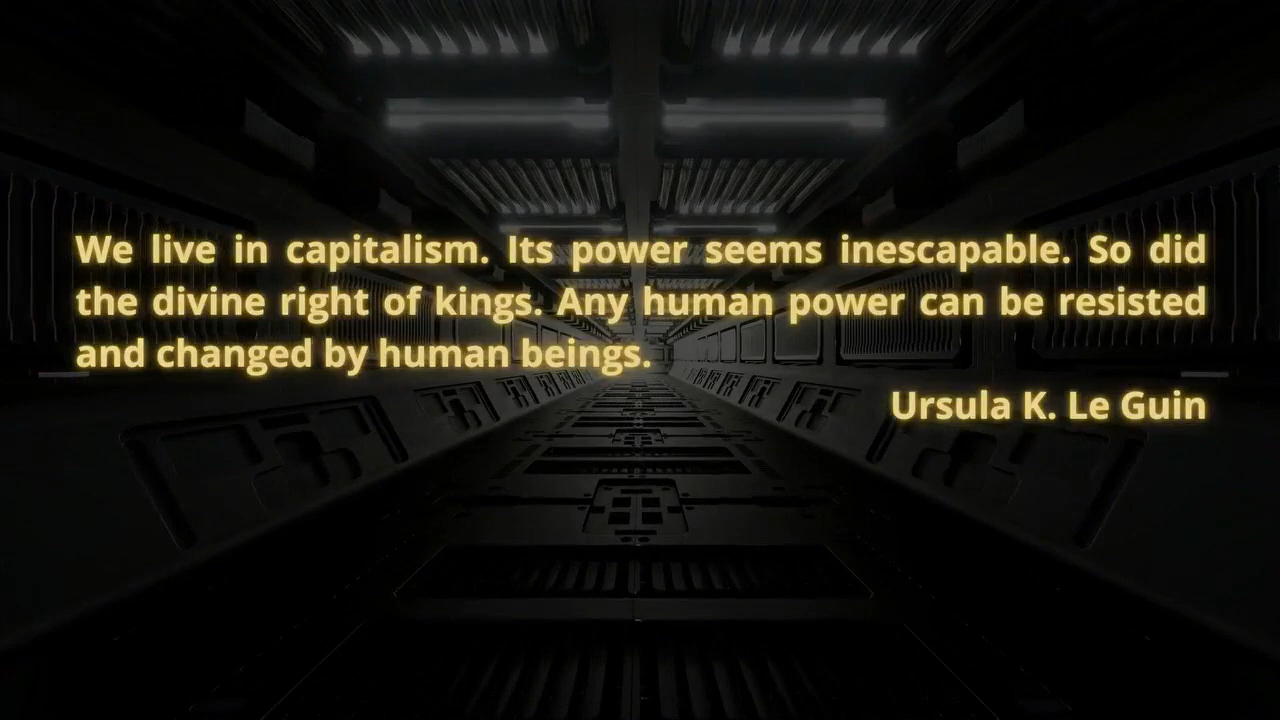 We live in capitalism. Its power seems inescapable. So did
the divine right of kings. Any human power can be resisted
and changed by human beings.
Ursula K. Le Guin